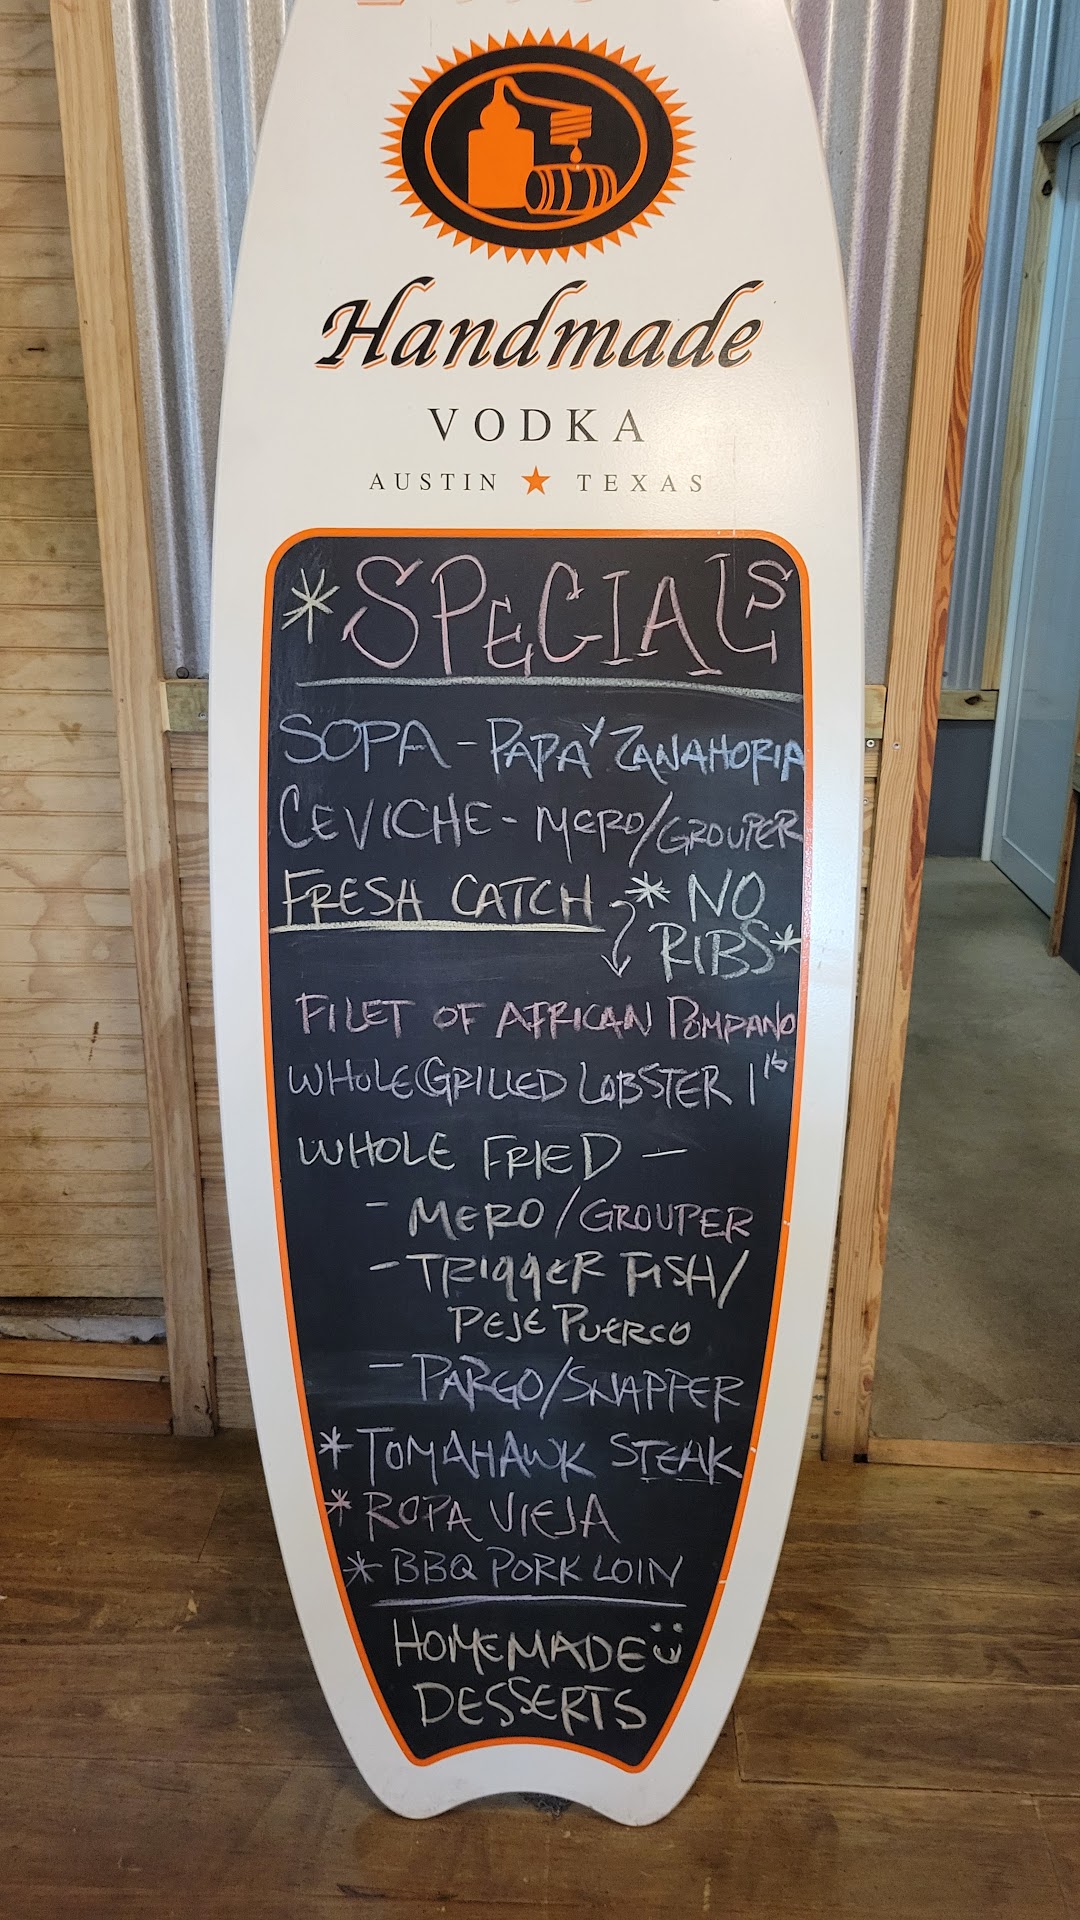 Handmade
VODKA
AUSTIN ★ TEXAS
* SPECIALS
SOPA - PAPA Y ZANAHORIA
CEVICHE - MERO/GROUPER
FRESH CATCH * NO
RIBS *
FILET OF AFRICAN POMPANO
WHOLE GRILLED LOBSTER 1 lb
WHOLE FRIED -
- MERO/GROUPER
- TRIGGER FISH/
PEJE PUERCO
- PARGO/SNAPPER
* TOMAHAWK STEAK
* ROPA VIEJA
* BBQ PORK LOIN
HOMEMADE
DESSERTS